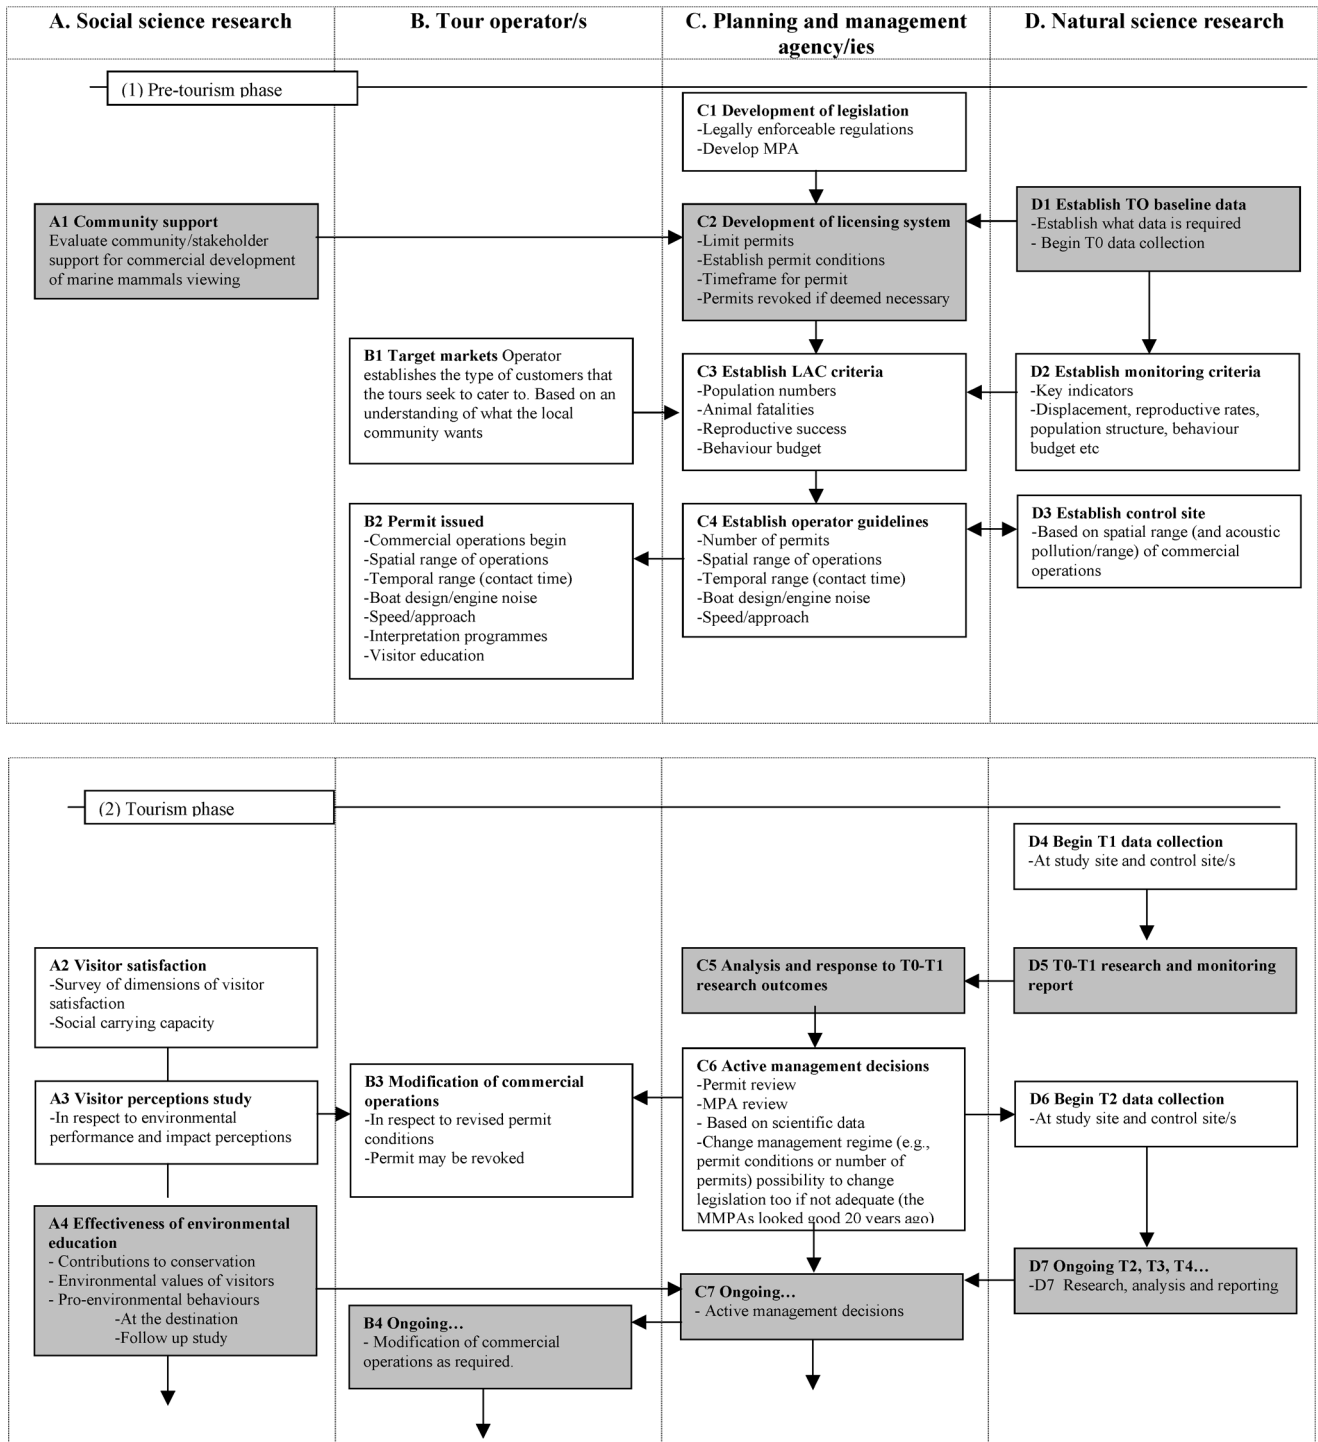 A. Social science research
B. Tour operator/s
C. Planning and management
agency/ies
D. Natural science research
(1) Pre-tourism phase
C1 Development of legislation
-Legally enforceable regulations
-Develop MPA
A1 Community support
Evaluate community/stakeholder
support for commercial development
of marine mammals viewing
C2 Development of licensing system
-Limit permits
-Establish permit conditions
-Timeframe for permit
-Permits revoked if deemed necessary
D1 Establish TO baseline data
-Establish what data is required
- Begin T0 data collection
B1 Target markets Operator
establishes the type of customers that
the tours seek to cater to. Based on an
understanding of what the local
community wants
C3 Establish LAC criteria
-Population numbers
-Animal fatalities
-Reproductive success
-Behaviour budget
D2 Establish monitoring criteria
-Key indicators
-Displacement, reproductive rates,
population structure, behaviour
budget etc
B2 Permit issued
-Commercial operations begin
-Spatial range of operations
-Temporal range (contact time)
-Boat design/engine noise
-Speed/approach
-Interpretation programmes
-Visitor education
C4 Establish operator guidelines
-Number of permits
-Spatial range of operations
-Temporal range (contact time)
-Boat design/engine noise
-Speed/approach
D3 Establish control site
-Based on spatial range (and acoustic
pollution/range) of commercial
operations
(2) Tourism phase
D4 Begin T1 data collection
-At study site and control site/s
A2 Visitor satisfaction
-Survey of dimensions of visitor
satisfaction
-Social carrying capacity
C5 Analysis and response to T0-T1
research outcomes
D5 T0-T1 research and monitoring
report
A3 Visitor perceptions study
-In respect to environmental
performance and impact perceptions
B3 Modification of commercial
operations
-In respect to revised permit
conditions
-Permit may be revoked
C6 Active management decisions
-Permit review
-MPA review
- Based on scientific data
-Change management regime (e.g.,
permit conditions or number of
permits) possibility to change
legislation too if not adequate (the
MMPAs looked good 20 years ago)
D6 Begin T2 data collection
-At study site and control site/s
A4 Effectiveness of environmental
education
- Contributions to conservation
- Environmental values of visitors
- Pro-environmental behaviours
-At the destination
-Follow up study
B4 Ongoing…
- Modification of commercial
operations as required.
C7 Ongoing…
- Active management decisions
D7 Ongoing T2, T3, T4…
-D7 Research, analysis and reporting